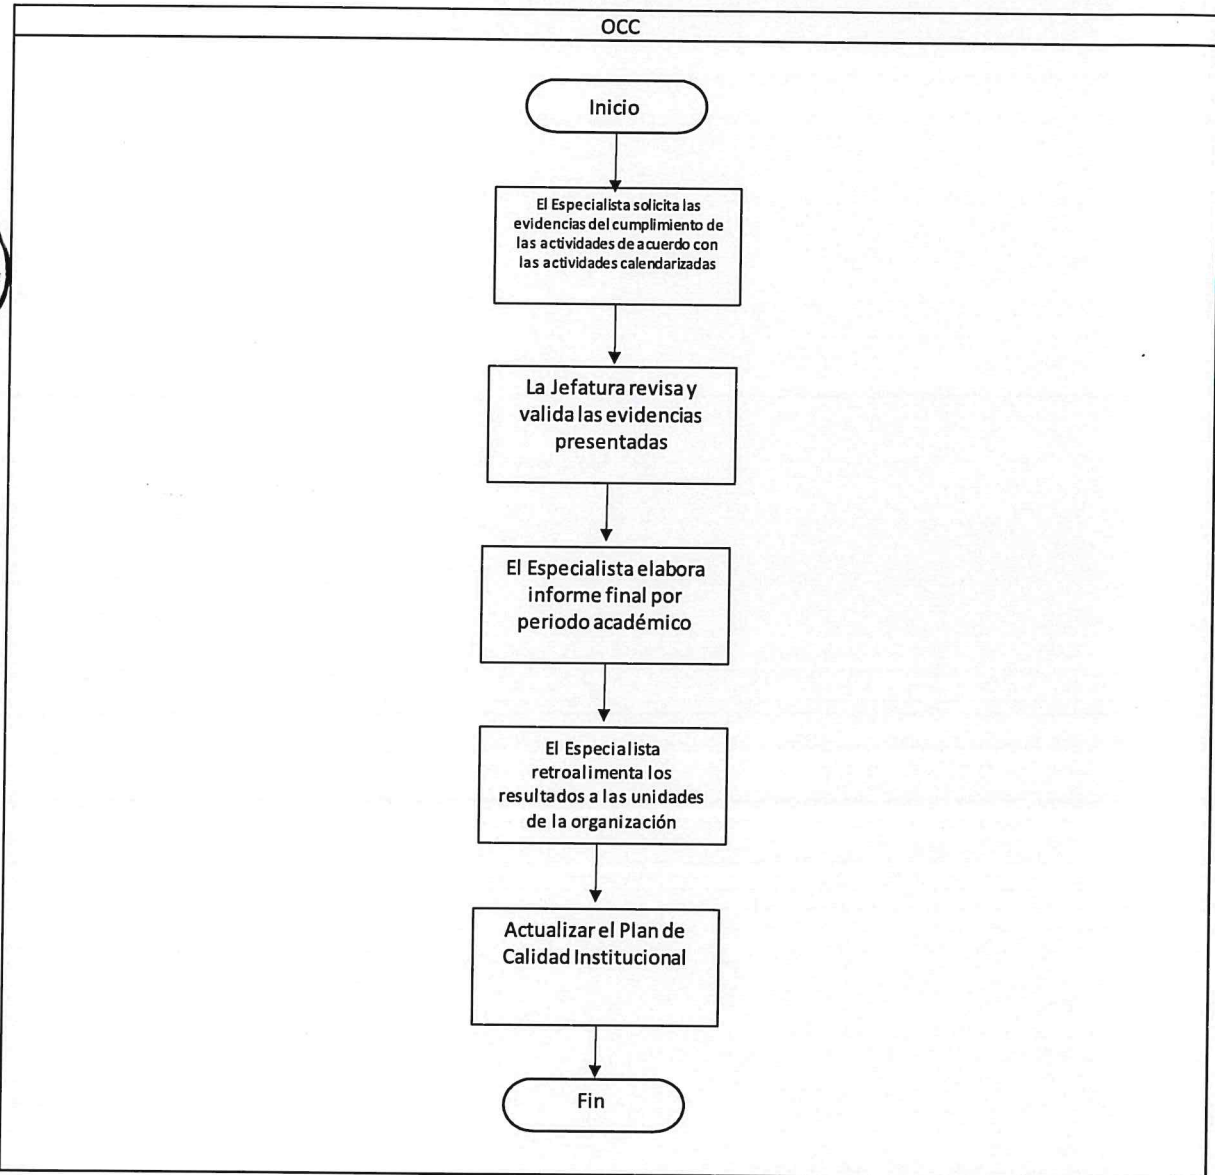 OCC
Inicio
El Especialista solicita las
evidencias del cumplimiento de
las actividades de acuerdo con
las actividades calendarizadas
La Jefatura revisa y
valida las evidencias
presentadas
El Especialista elabora
informe final por
periodo académico
El Especialista
retroalimenta los
resultados a las unidades
de la organización
Actualizar el Plan de
Calidad Institucional
Fin